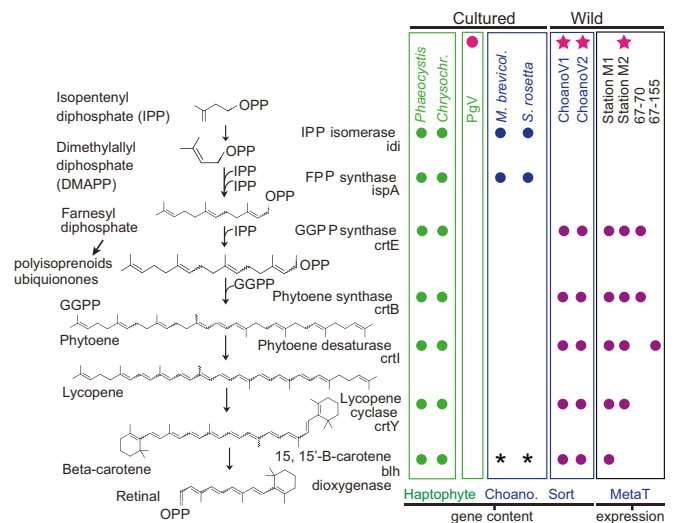 Cultured Wild
Phaeocystis
Chrysochr.
PgV
M. brevicol.
S. rosetta
ChoanoV1
ChoanoV2
Station M1
Station M2
67-70
67-155
Isopentenyl
diphosphate (IPP)
OPP
IPP isomerase
idi
Dimethylallyl
diphosphate
(DMAPP)
OPP
IPP
IPP
FPP synthase
ispA
OPP
Farnesyl
diphosphate
IPP
GGPP synthase
crtE
polyisoprenoids
ubiquionones
OPP
GGPP
Phytoene synthase
crtB
GGPP
Phytoene
Phytoene desaturase
crtI
Lycopene
Lycopene
cyclase
crtY
Beta-carotene
15, 15'-B-carotene
blh
dioxygenase
* *
Retinal
OPP
Haptophyte Choano. Sort MetaT
gene content expression